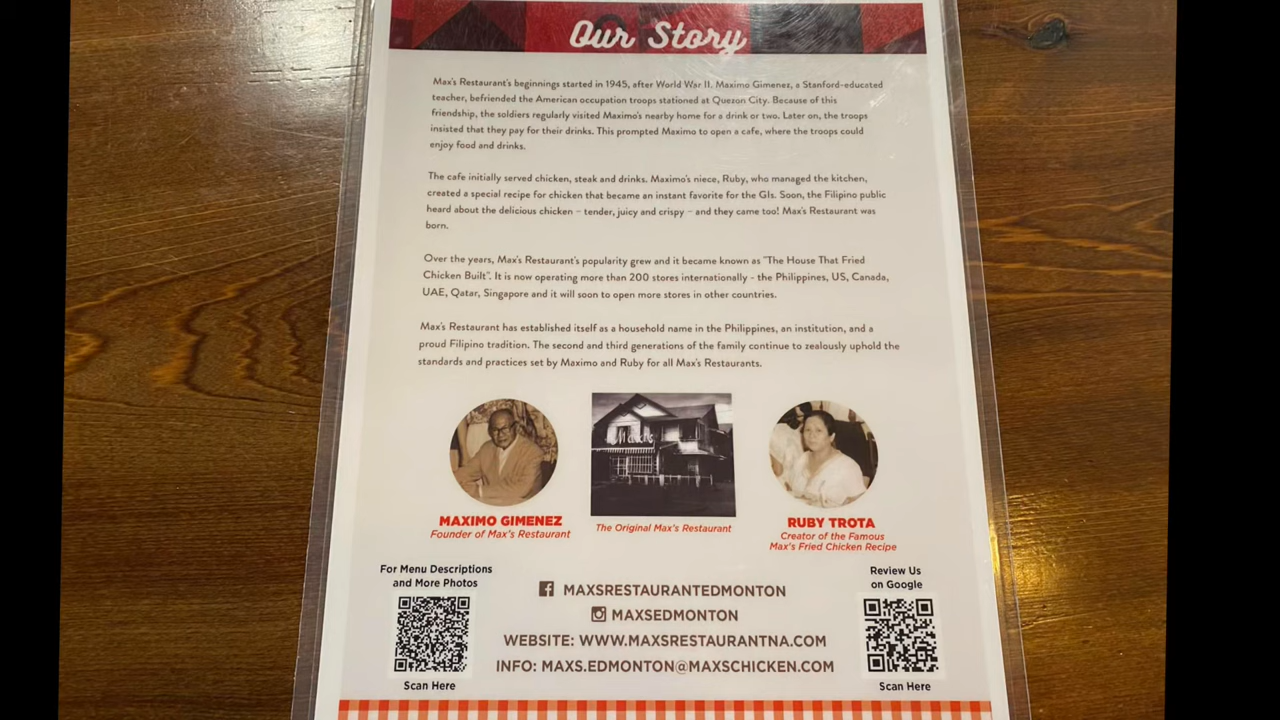 Our Story
Max's Restaurant's beginnings started in 1945, after World War II. Maximo Gimenez, a Stanford-educated
teacher, befriended the American occupation troops stationed at Quezon City. Because of this
friendship, the soldiers regularly visited Maximo's nearby home for a drink or two. Later on, the troops
insisted that they pay for their drinks. This prompted Maximo to open a cafe, where the troops could
enjoy food and drinks.
The cafe initially served chicken, steak and drinks. Maximo's niece, Ruby, who managed the kitchen,
created a special recipe for chicken that became an instant favorite for the GIs. Soon, the Filipino public
heard about the delicious chicken – tender, juicy and crispy – and they came too! Max's Restaurant was
born.
Over the years, Max's Restaurant's popularity grew and it became known as "The House That Fried
Chicken Built". It is now operating more than 200 stores internationally - the Philippines, US, Canada,
UAE, Qatar, Singapore and it will soon to open more stores in other countries.
Max's Restaurant has established itself as a household name in the Philippines, an institution, and a
proud Filipino tradition. The second and third generations of the family continue to zealously uphold the
standards and practices set by Maximo and Ruby for all Max's Restaurants.
Max's
MAXIMO GIMENEZ
Founder of Max's Restaurant
The Original Max's Restaurant
RUBY TROTA
Creator of the Famous
Max's Fried Chicken Recipe
For Menu Descriptions
and More Photos
Scan Here
MAXSRESTAURANTEDMONTON
MAXSEDMONTON
WEBSITE: WWW.MAXSRESTAURANTNA.COM
INFO: MAXS.EDMONTON@MAXSCHICKEN.COM
Review Us
on Google
Scan Here